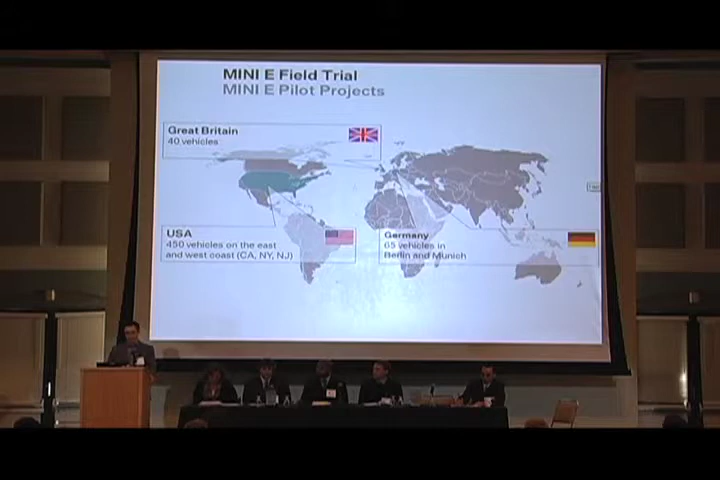 MINI E Field Trial
MINI E Pilot Projects
Great Britain
40 vehicles
USA
450 vehicles on the east
and west coast (CA, NY, NJ)
Germany
65 vehicles in
Berlin and Munich